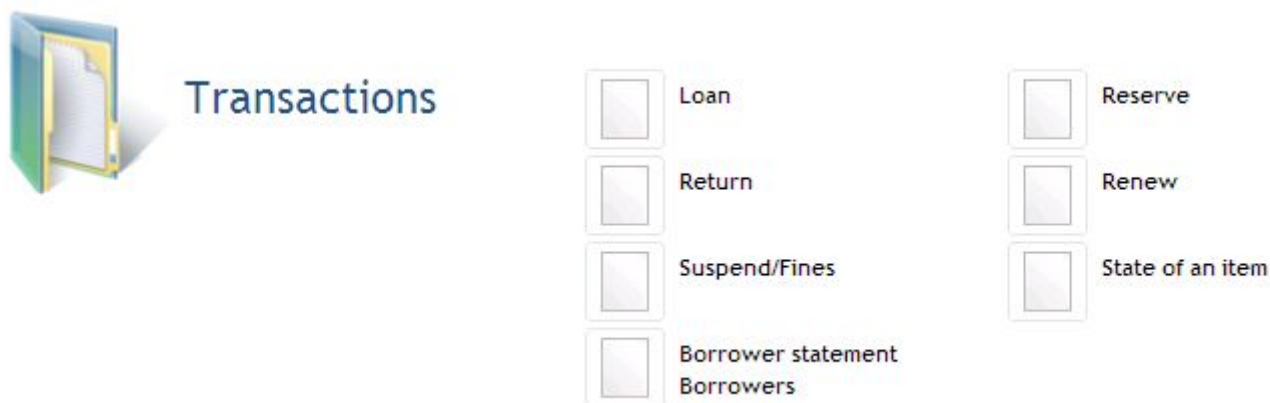 Transactions
Loan
Reserve
Return
Renew
Suspend/Fines
State of an item
Borrower statement
Borrowers